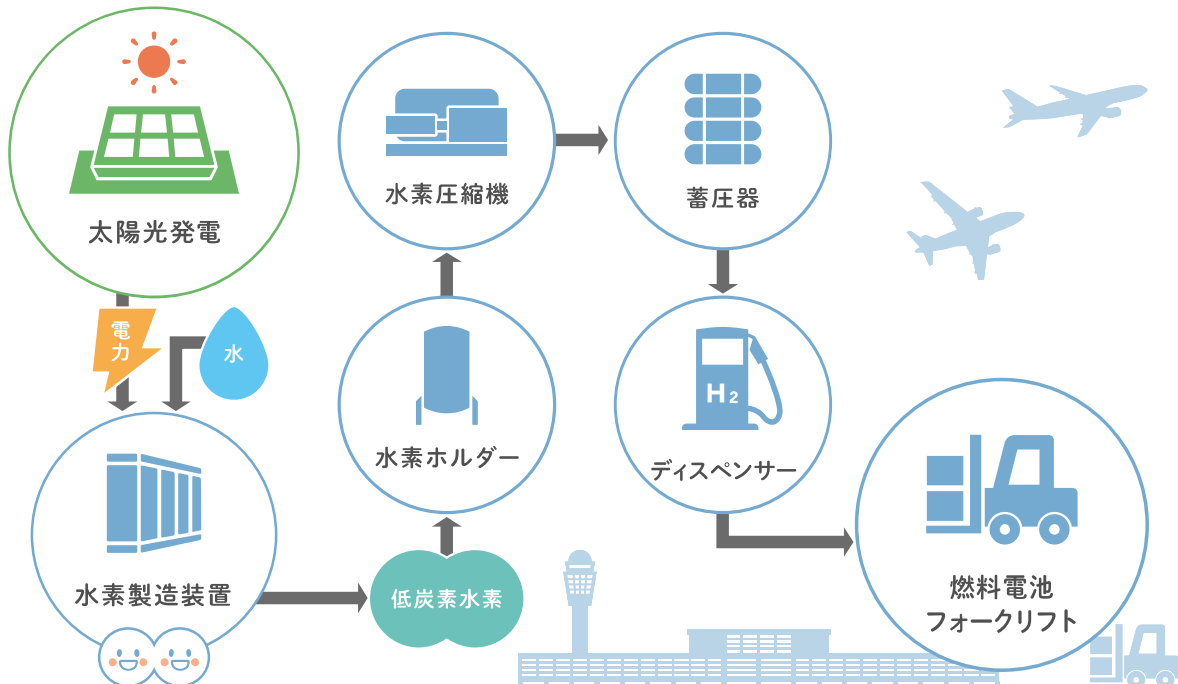 太陽光発電
電力
水
水素製造装置
低炭素水素
水素ホルダー
水素圧縮機
蓄圧器
H2
ディスペンサー
燃料電池
フォークリフト